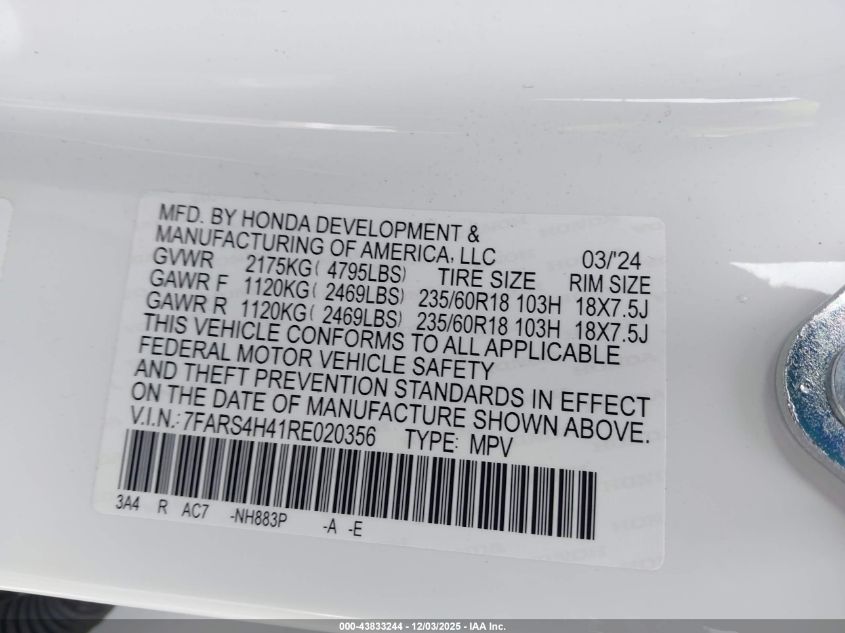 MFD. BY HONDA DEVELOPMENT &
MANUFACTURING OF AMERICA, LLC 03/'24
GVWR 2175KG( 4795LBS) TIRE SIZE RIM SIZE
GAWR F 1120KG( 2469LBS) 235/60R18 103H 18X7.5J
GAWR R 1120KG( 2469LBS) 235/60R18 103H 18X7.5J
THIS VEHICLE CONFORMS TO ALL APPLICABLE
FEDERAL MOTOR VEHICLE SAFETY
AND THEFT PREVENTION STANDARDS IN EFFECT
ON THE DATE OF MANUFACTURE SHOWN ABOVE.
V.I.N.: 7FARS4H41RE020356 TYPE: MPV
3A4 R AC7 -NH883P -A -E
000-43833244 - 12/03/2025 - IAA Inc.